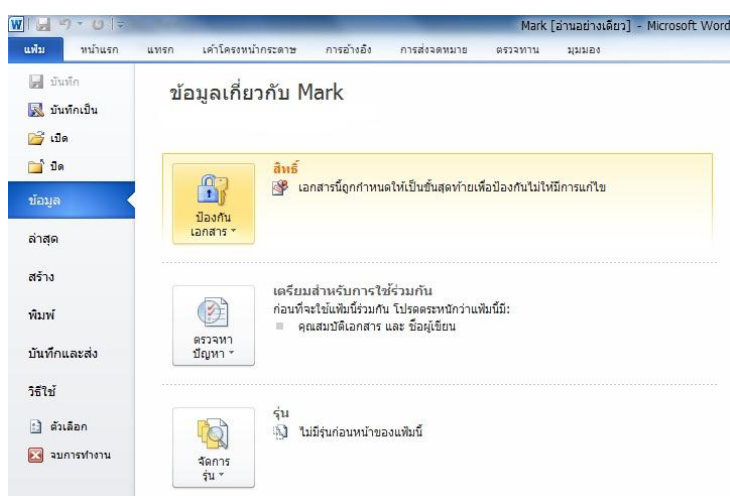 Mark [อ่านอย่างเดียว] - Microsoft Word
แฟ้ม หน้าแรก แทรก เค้าโครงหน้ากระดาษ การอ้างอิง การส่งจดหมาย ตรวจทาน มุมมอง
บันทึก
บันทึกเป็น
เปิด
ปิด
ข้อมูล
ล่าสุด
สร้าง
พิมพ์
บันทึกและส่ง
วิธีใช้
ตัวเลือก
จบการทำงาน
ข้อมูลเกี่ยวกับ Mark
ป้องกัน
เอกสาร
สิทธิ์
เอกสารนี้ถูกกำหนดให้เป็นขั้นสุดท้ายเพื่อป้องกันไม่ให้มีการแก้ไข
ตรวจหา
ปัญหา
เตรียมสำหรับการใช้ร่วมกัน
ก่อนที่จะใช้แฟ้มนี้ร่วมกัน โปรดตระหนักว่าแฟ้มนี้มี:
คุณสมบัติเอกสาร และ ชื่อผู้เขียน
จัดการ
รุ่น
รุ่น
ไม่มีรุ่นก่อนหน้าของแฟ้มนี้